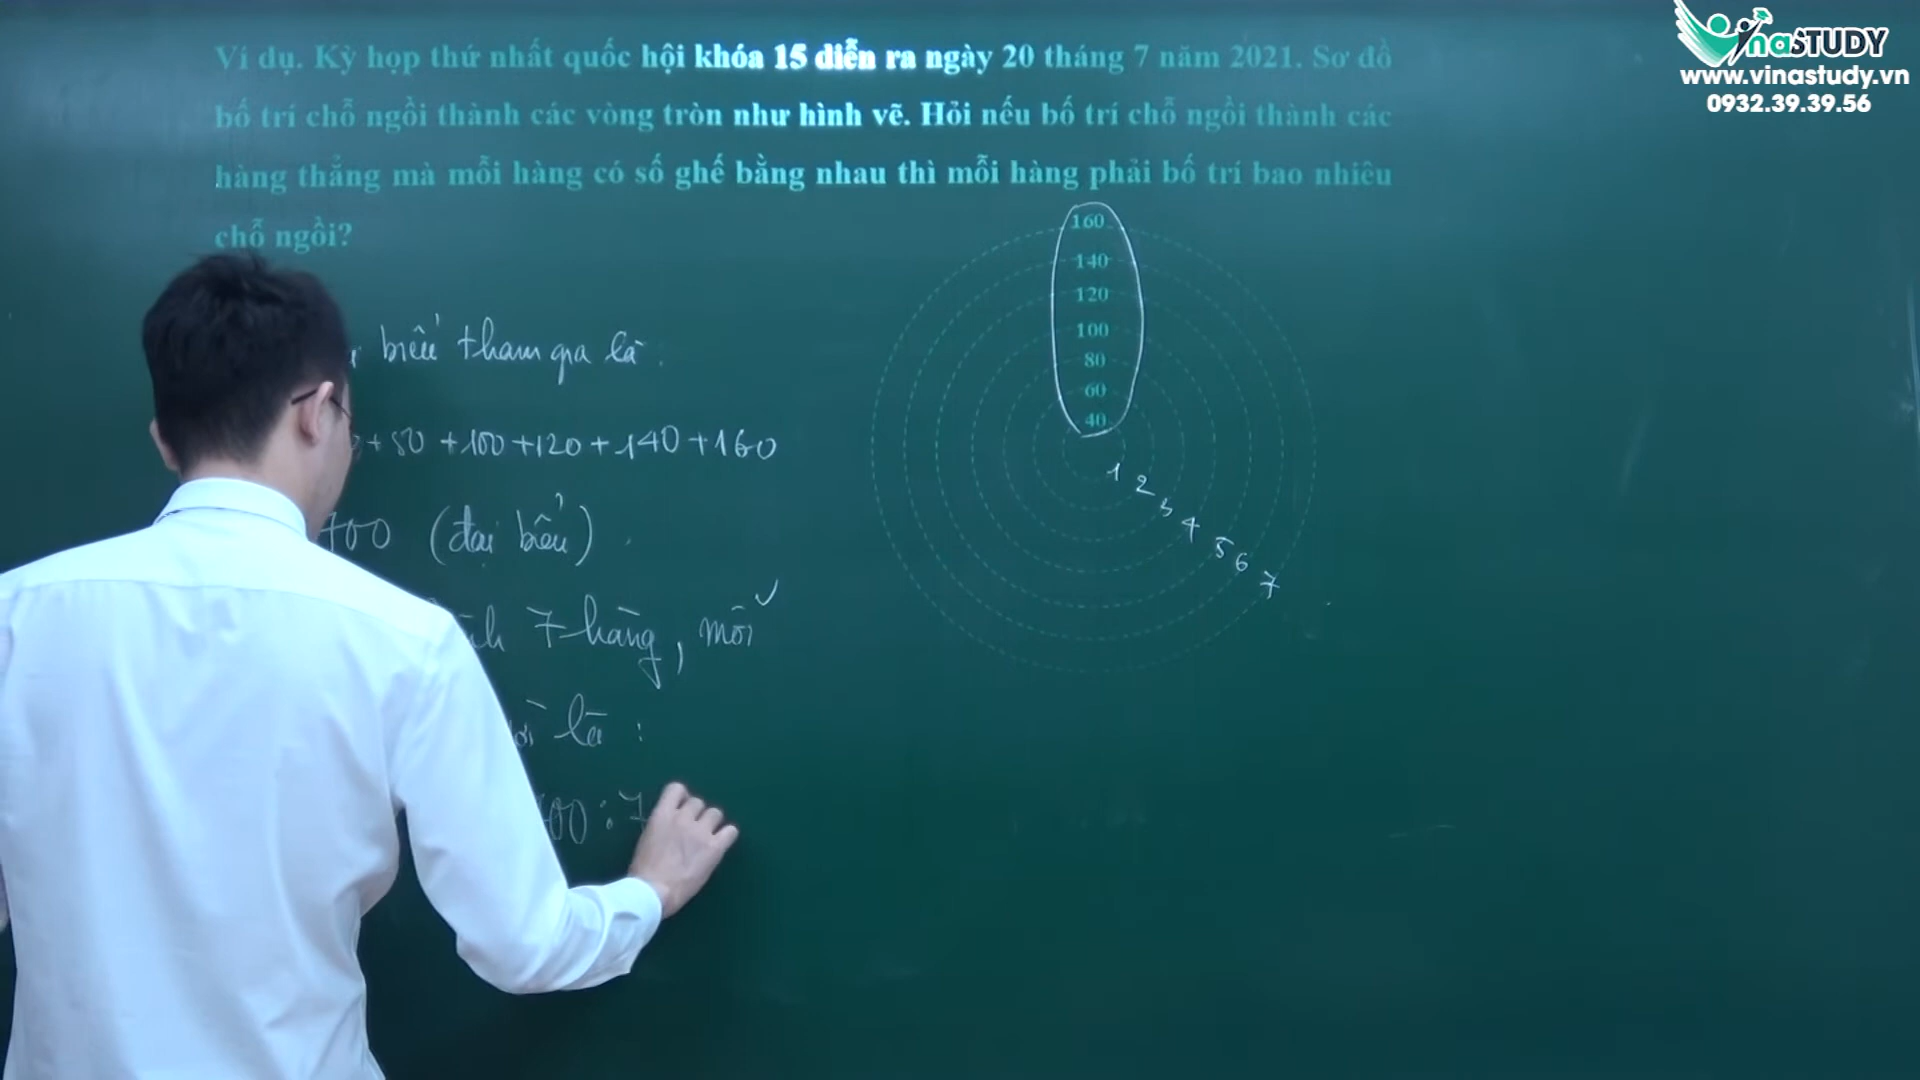 VinaSTUDY
www.vinastudy.vn
0932.39.39.56
Ví dụ. Kỳ họp thứ nhất quốc hội khóa 15 diễn ra ngày 20 tháng 7 năm 2021. Sơ đồ
bố trí chỗ ngồi thành các vòng tròn như hình vẽ. Hỏi nếu bố trí chỗ ngồi thành các
hàng thẳng mà mỗi hàng có số ghế bằng nhau thì mỗi hàng phải bố trí bao nhiêu
chỗ ngồi?
160
140
120
100
80
60
40
1
2
3
4
5
6
7
biểu tham gia là.
+80 +100+120+140+160
700 (đại biểu)
7 hàng, mỗi
là :
00 : 7